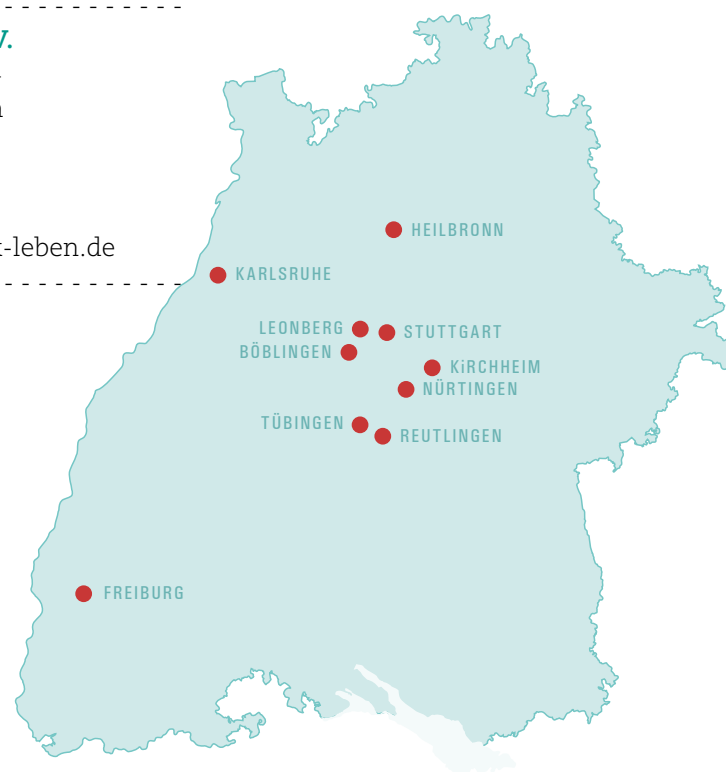 V.
-leben.de
HEILBRONN
KARLSRUHE
LEONBERG
STUTTGART
BÖBLINGEN
KiRCHHEIM
NÜRTINGEN
TÜBINGEN
REUTLINGEN
FREIBURG